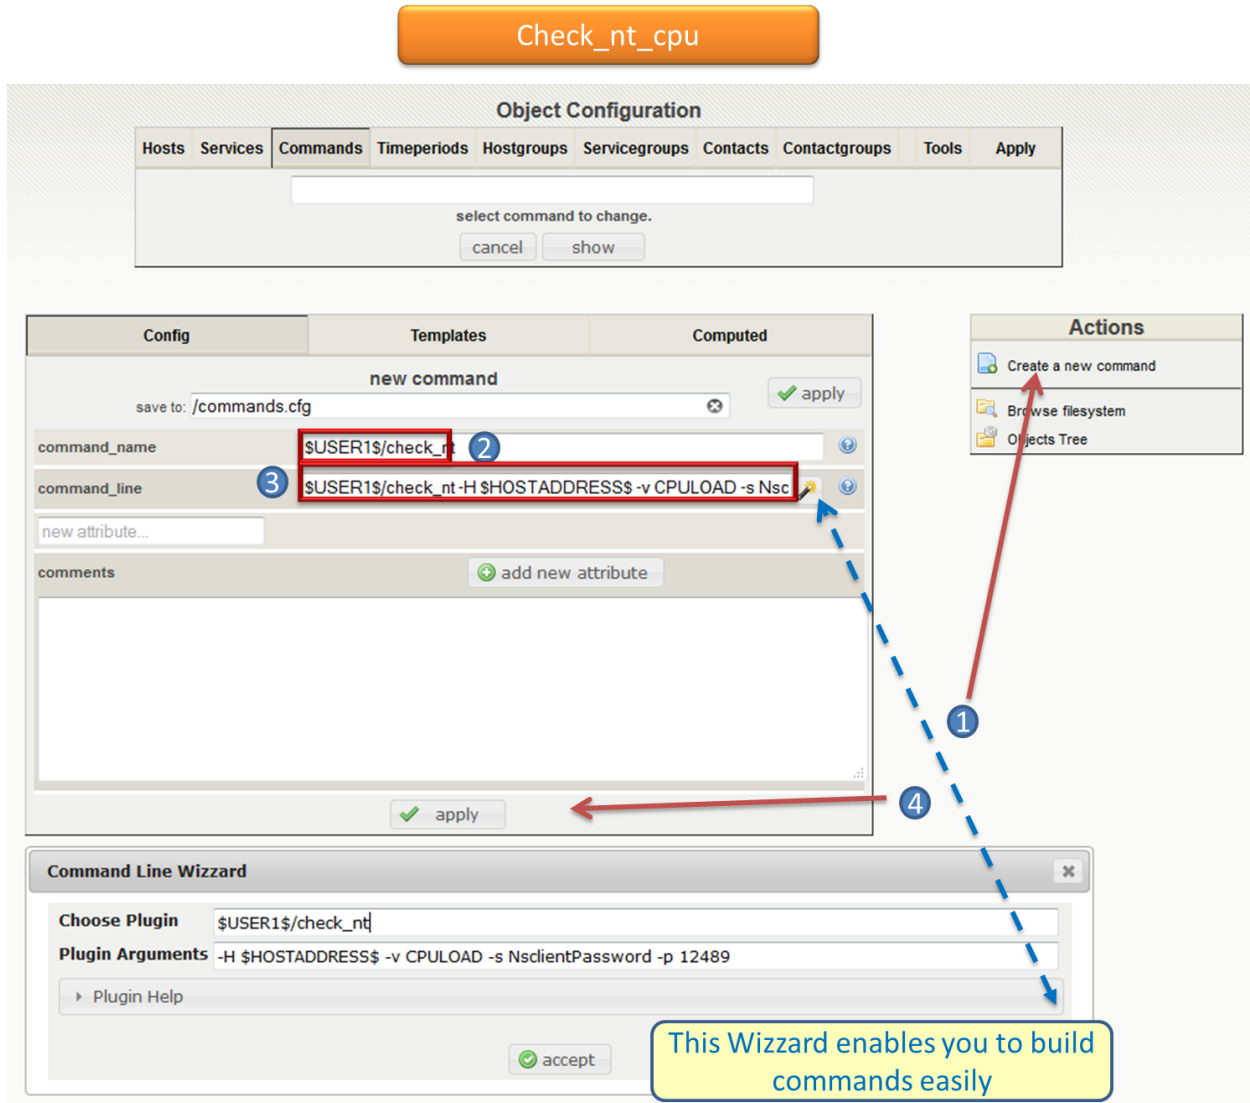 Check_nt_cpu
Object Configuration
Hosts Services Commands Timeperiods Hostgroups Servicegroups Contacts Contactgroups Tools Apply
select command to change.
cancel show
Config Templates Computed
new command
save to: /commands.cfg
apply
command_name $USER1$/check_nt 2
3 command_line $USER1$/check_nt -H $HOSTADDRESS$ -v CPULOAD -s Nsc
new attribute...
comments add new attribute
apply
4
Actions
Create a new command
Browse filesystem
Objects Tree
1
Command Line Wizzard
Choose Plugin $USER1$/check_nt
Plugin Arguments -H $HOSTADDRESS$ -v CPULOAD -s NsclientPassword -p 12489
Plugin Help
accept
This Wizzard enables you to build
commands easily